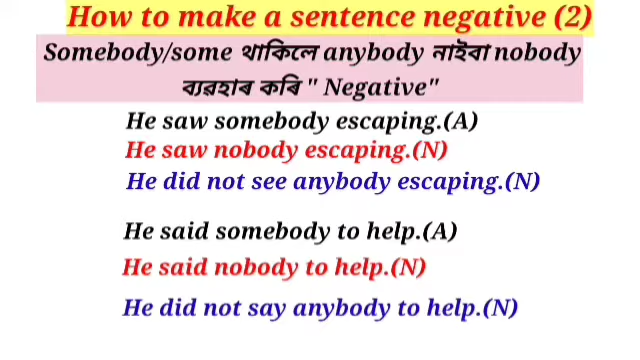 How to make a sentence negative (2)
Somebody/some থাকিলে anybody নাইবা nobody
ব্যৱহাৰ কৰি " Negative"
He saw somebody escaping.(A)
He saw nobody escaping.(N)
He did not see anybody escaping.(N)
He said somebody to help.(A)
He said nobody to help.(N)
He did not say anybody to help.(N)